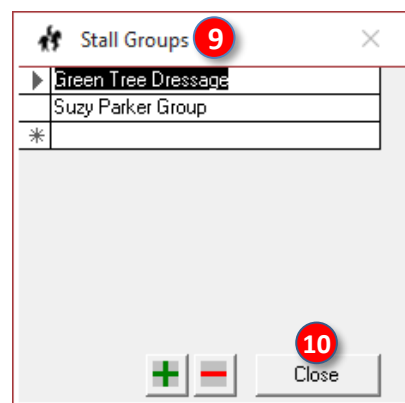 Stall Groups 9
Green Tree Dressage
Suzy Parker Group
10
Close